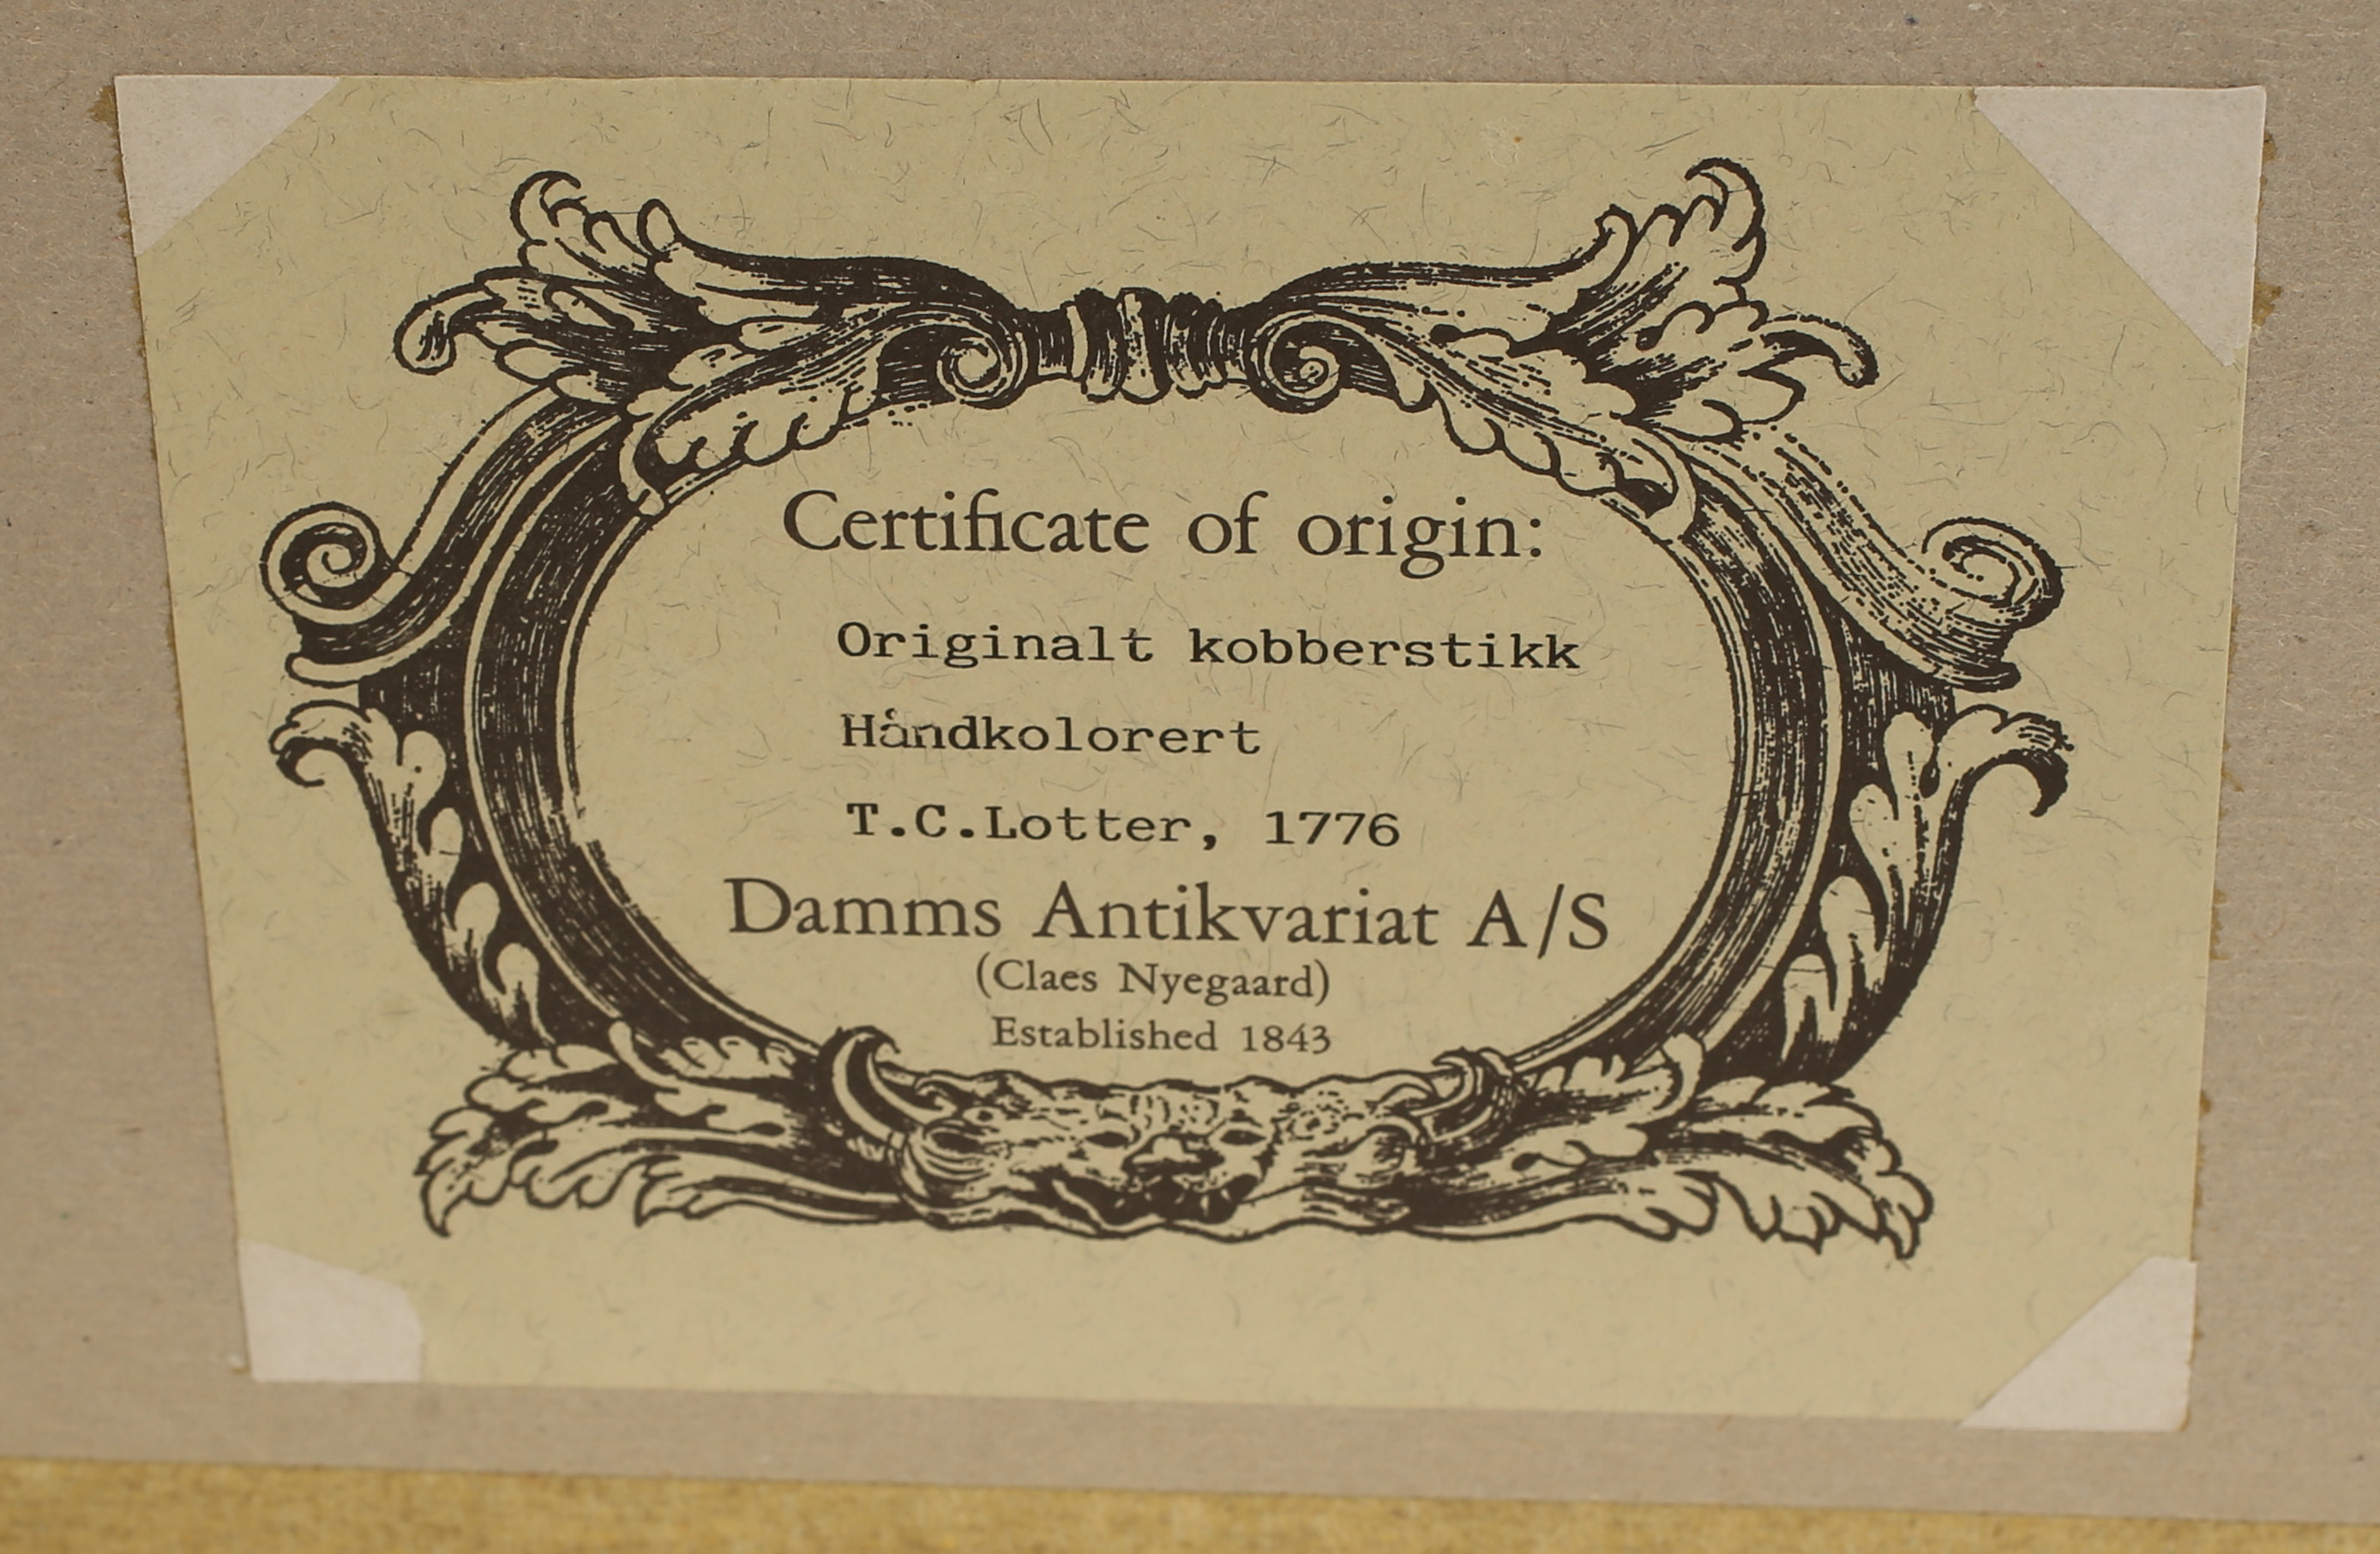 Certificate of origin:
Originalt kobberstikk
Håndkolorert
T.C.Lotter, 1776
Damms Antikvariat A/S
(Claes Nyegaard)
Established 1843